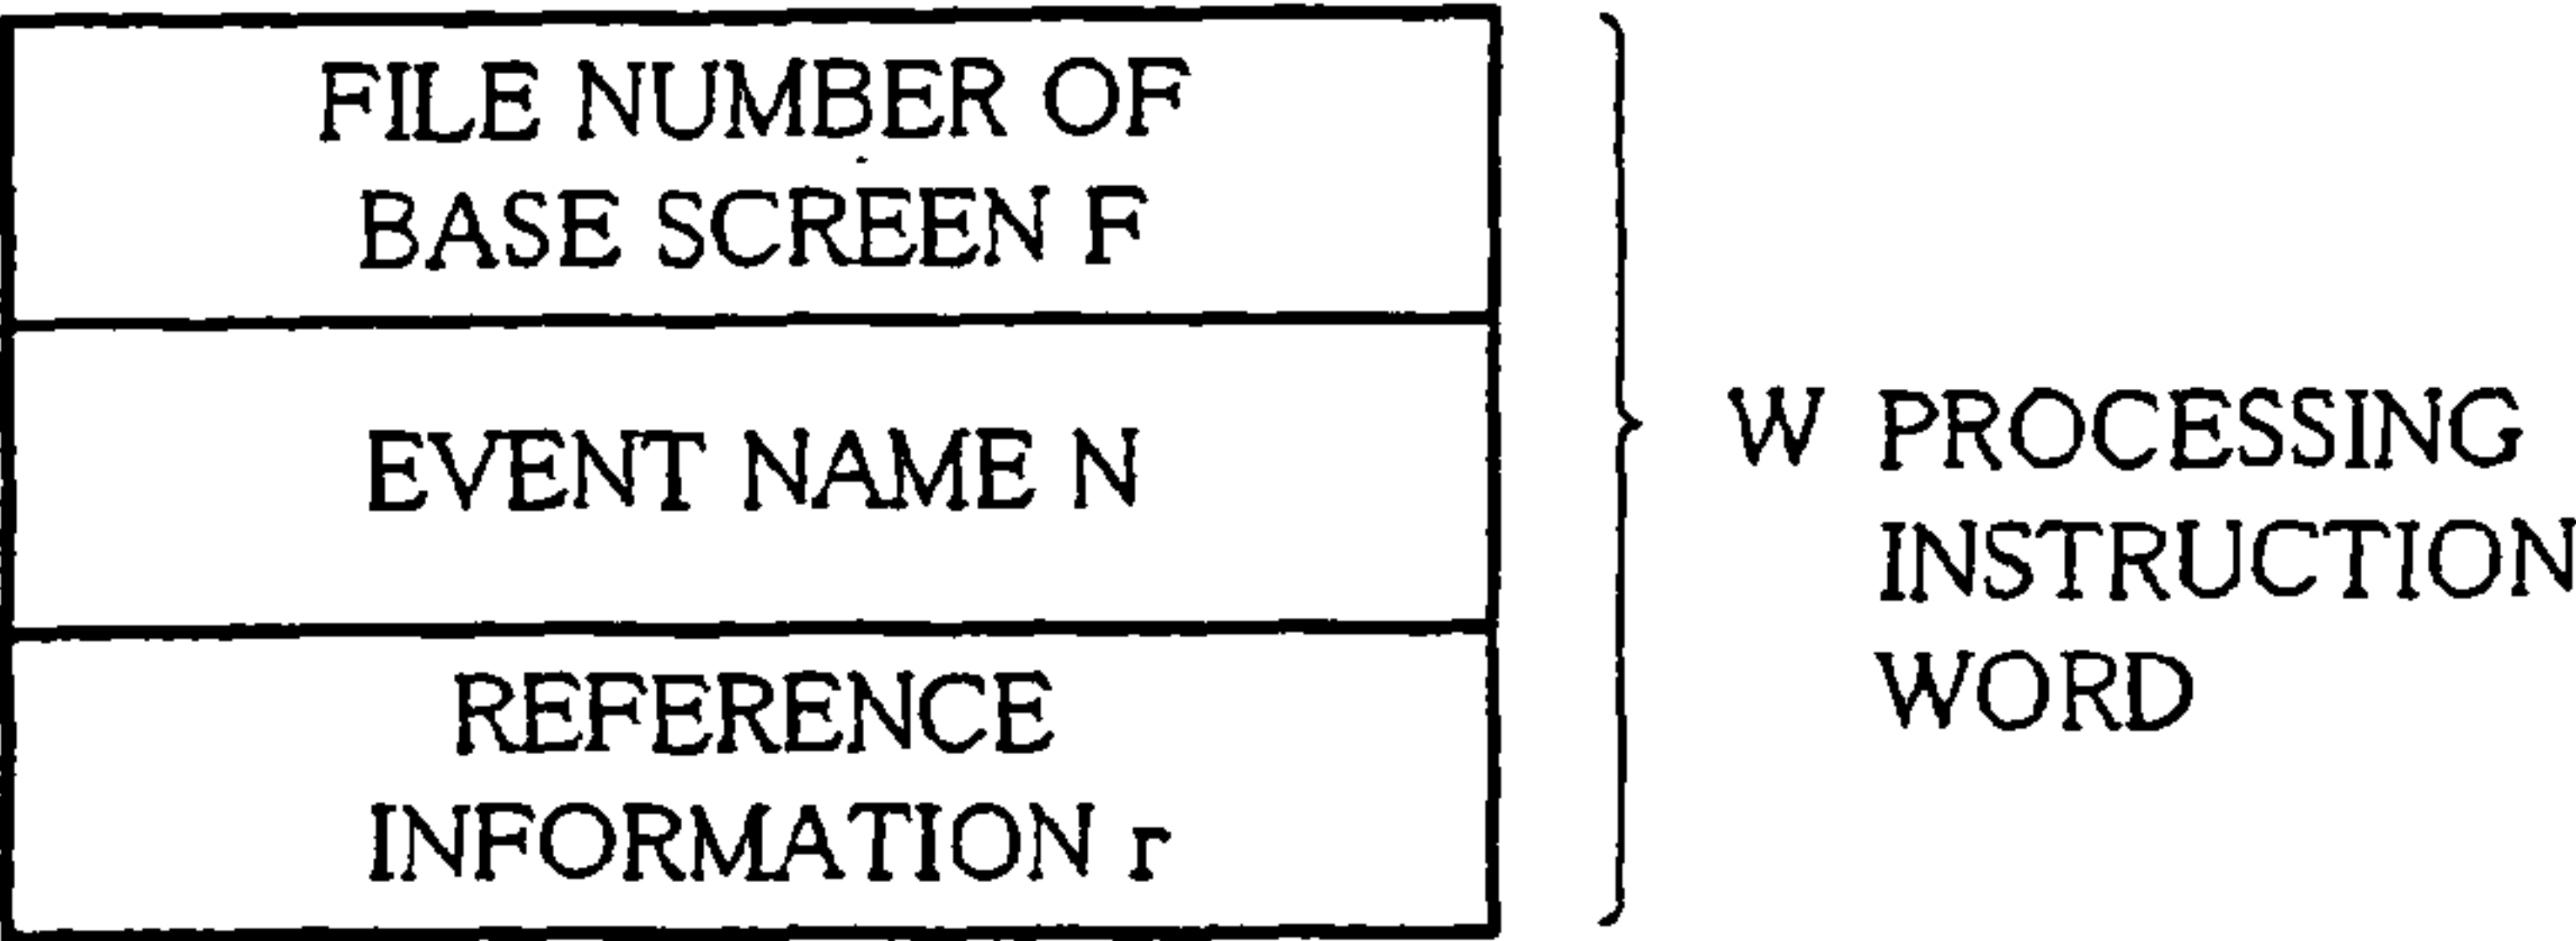 FILE NUMBER OF
BASE SCREEN F
EVENT NAME N
REFERENCE
INFORMATION r
W PROCESSING
INSTRUCTION
WORD